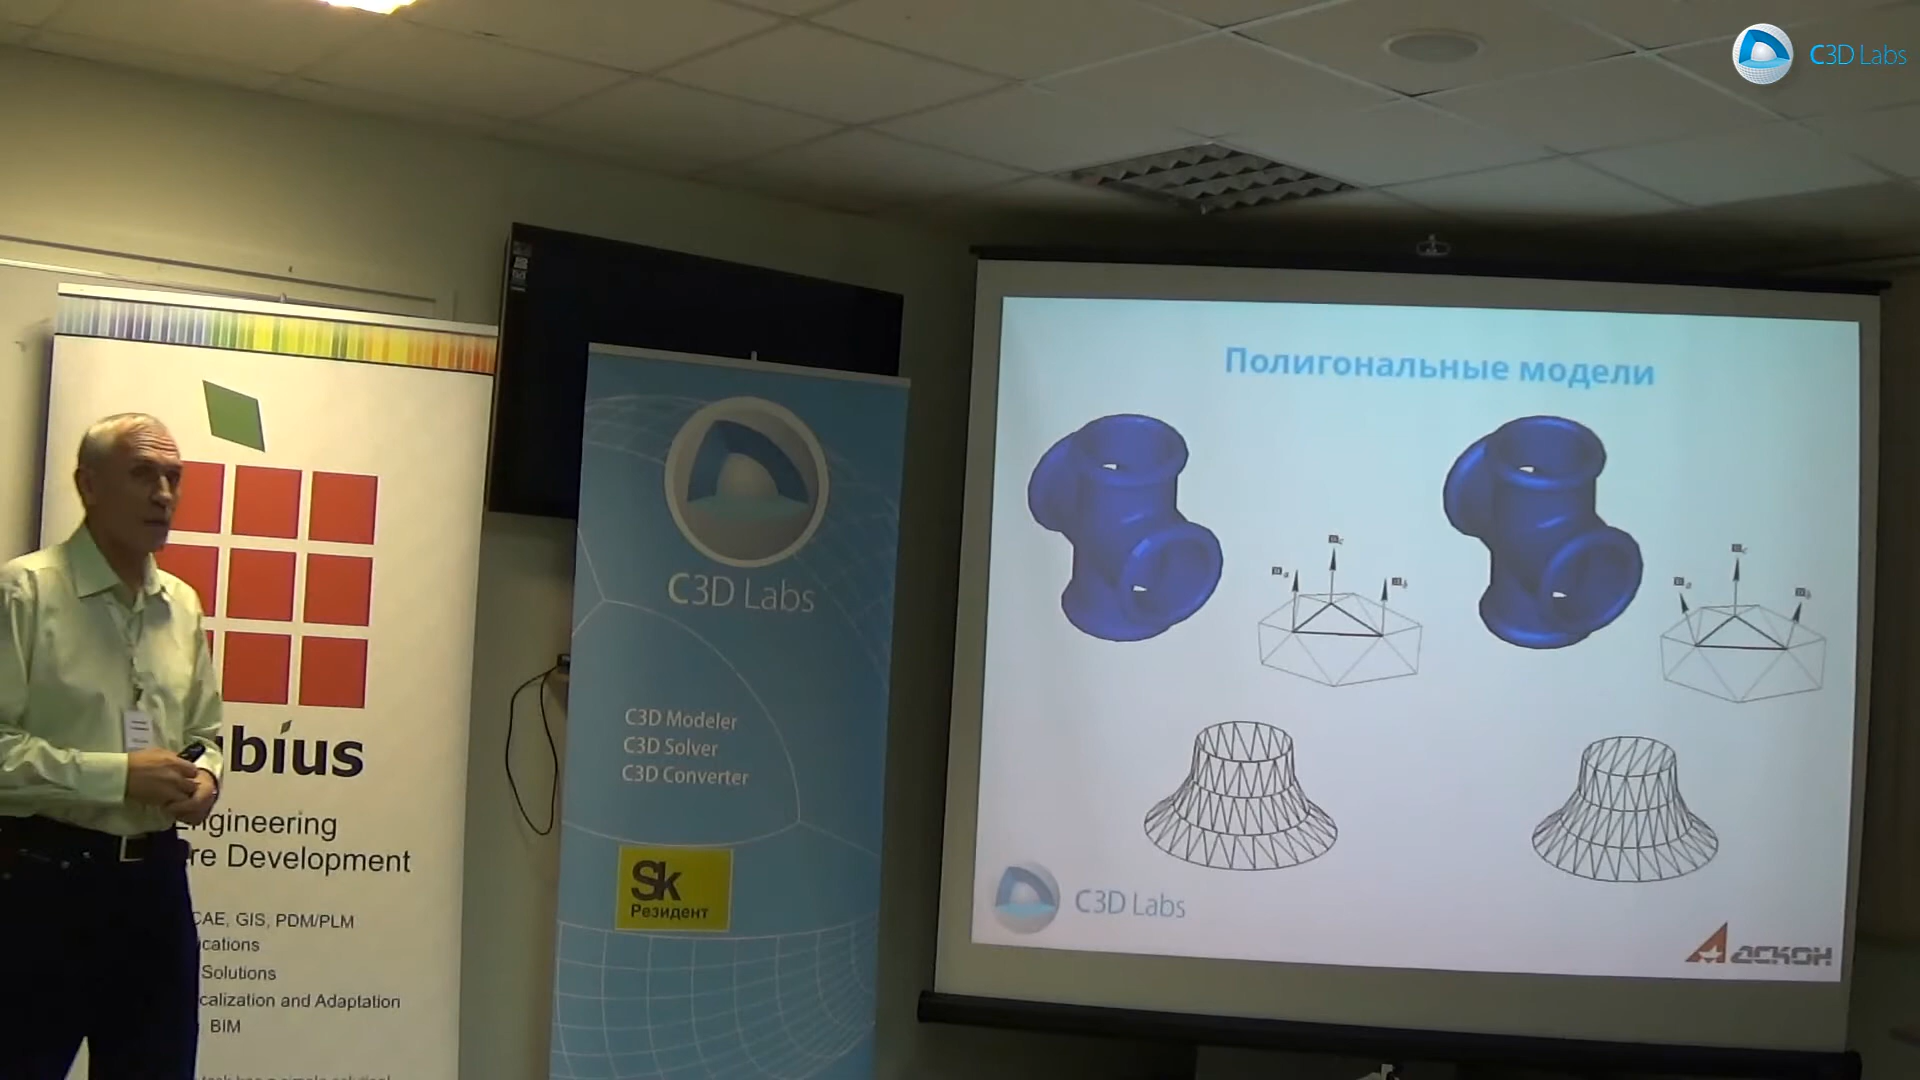 C3D Labs
bius
Engineering
re Development
CAE, GIS, PDM/PLM
ications
Solutions
calization and Adaptation
BIM
C3D Labs
C3D Modeler
C3D Solver
C3D Converter
Sk
Резидент
Полигональные модели
C3D Labs
АСКОН